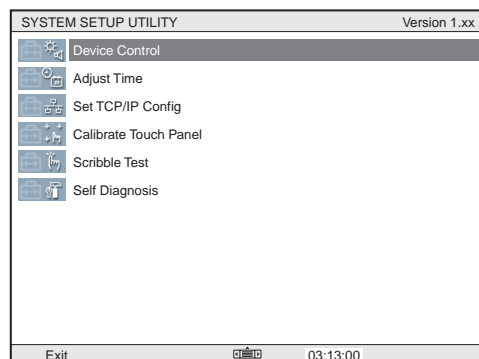 SYSTEM SETUP UTILITY Version 1.xx
Device Control
Adjust Time
Set TCP/IP Config
Calibrate Touch Panel
Scribble Test
Self Diagnosis
Exit 03:13:00